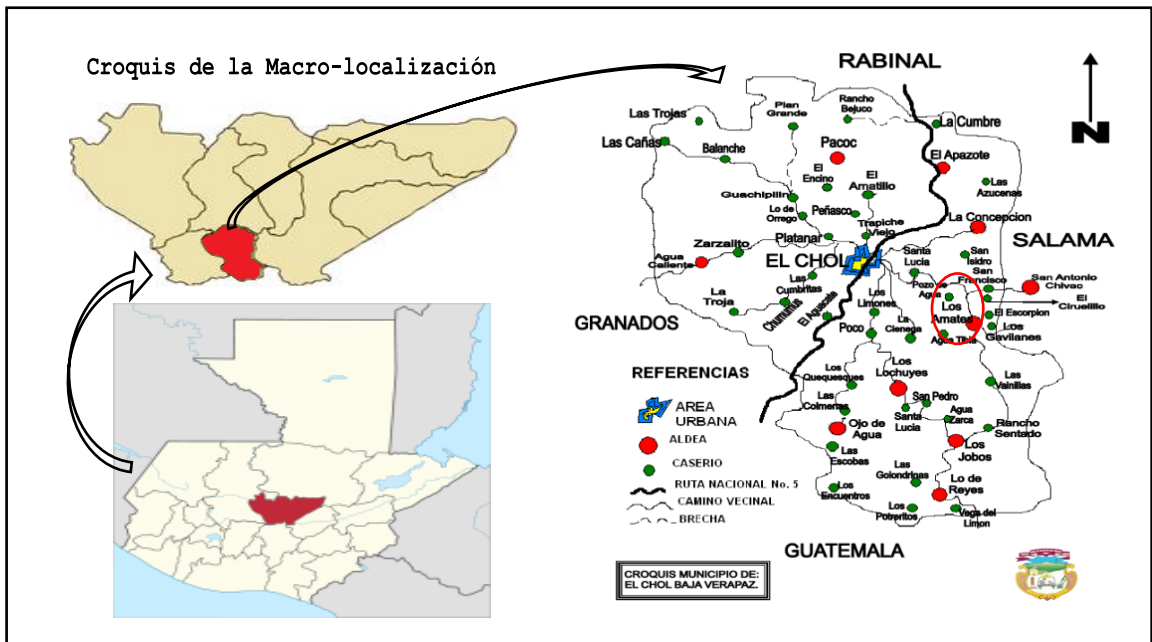 Croquis de la Macro-localización
RABINAL
N
Las Trojas
Plan
Grande
Rancho
Bejuco
La Cumbre
Las Cañas
Balanche
Pacoc
El Apazote
El
Encino
El
Amatillo
Las
Azucenas
Guachipilin
Lo de
Orrego
Peñasco
La Concepcion
Trapiche
Viejo
Platanar
Zarzalito
SALAMA
Agua
Caliente
EL CHOL
Santa
Lucia
San
Isidro
San
Francisco
San Antonio
Chivac
Las
Cumbritas
La
Troja
Chumumus
El Aguacate
Los
Limones
Pozo de
Agua
Los
Amates
El
Ciruelillo
El Escorpion
GRANADOS
Poco
La
Cienega
Agua Tibia
Los
Gavilanes
Los
Quequesques
Los
Lochuyes
Las
Vainillas
REFERENCIAS
Las
Colmenas
San Pedro
Santa
Lucia
Agua
Zarca
Rancho
Sentado
AREA
URBANA
Ojo de
Agua
ALDEA
Las
Escobas
Los
Jobos
CASERIO
Las
Golondrinas
Lo de
Reyes
RUTA NACIONAL No. 5
Los
Encuentros
CAMINO VECINAL
Los
Potreritos
Vega del
Limon
BRECHA
GUATEMALA
CROQUIS MUNICIPIO DE:
EL CHOL BAJA VERAPAZ.